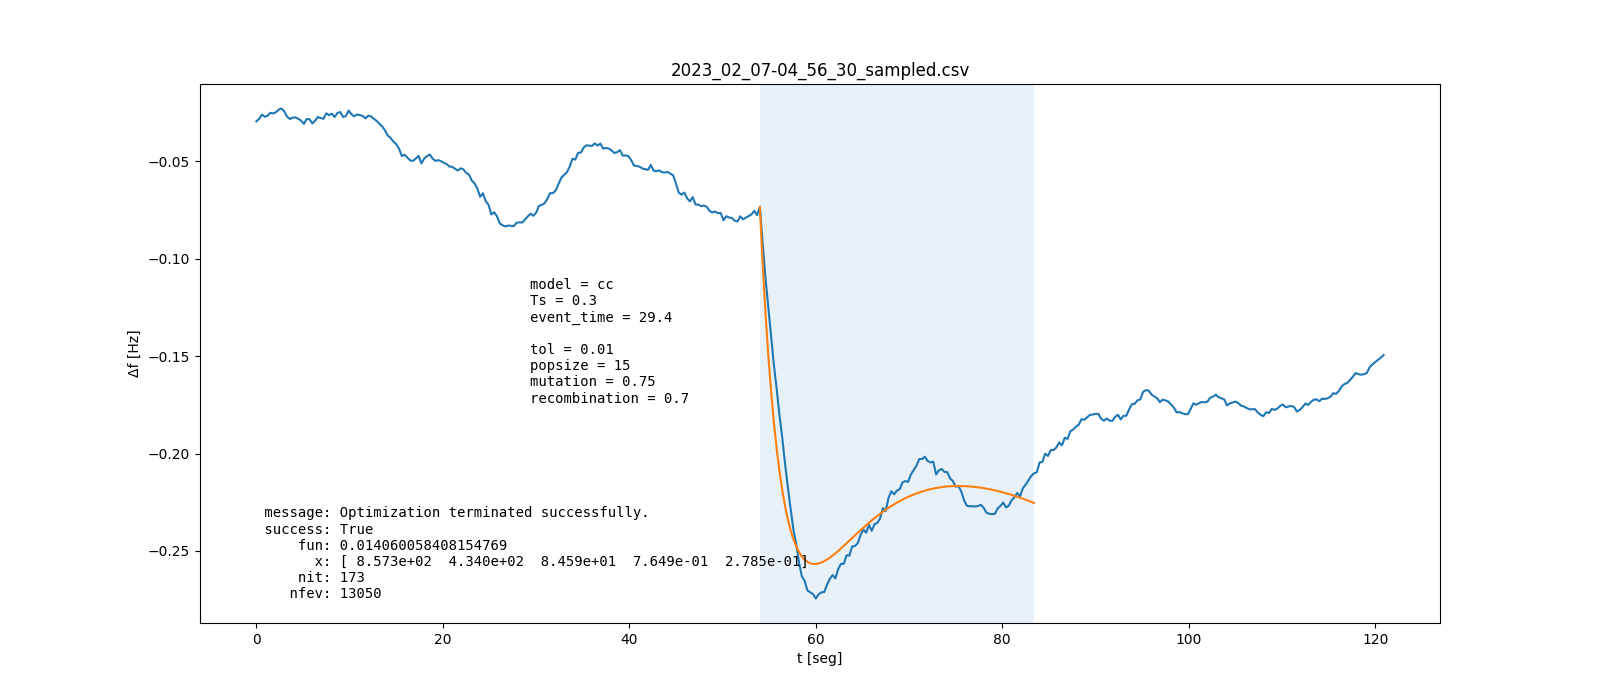 2023_02_07-04_56_30_sampled.csv
Δf [Hz]
−0.05
−0.10
−0.15
−0.20
−0.25
model = cc
Ts = 0.3
event_time = 29.4
tol = 0.01
popsize = 15
mutation = 0.75
recombination = 0.7
message: Optimization terminated successfully.
success: True
fun: 0.014060058408154769
x: [ 8.573e+02  4.340e+02  8.459e+01  7.649e-01  2.785e-01]
nit: 173
nfev: 13050
0 20 40 60 80 100 120
t [seg]